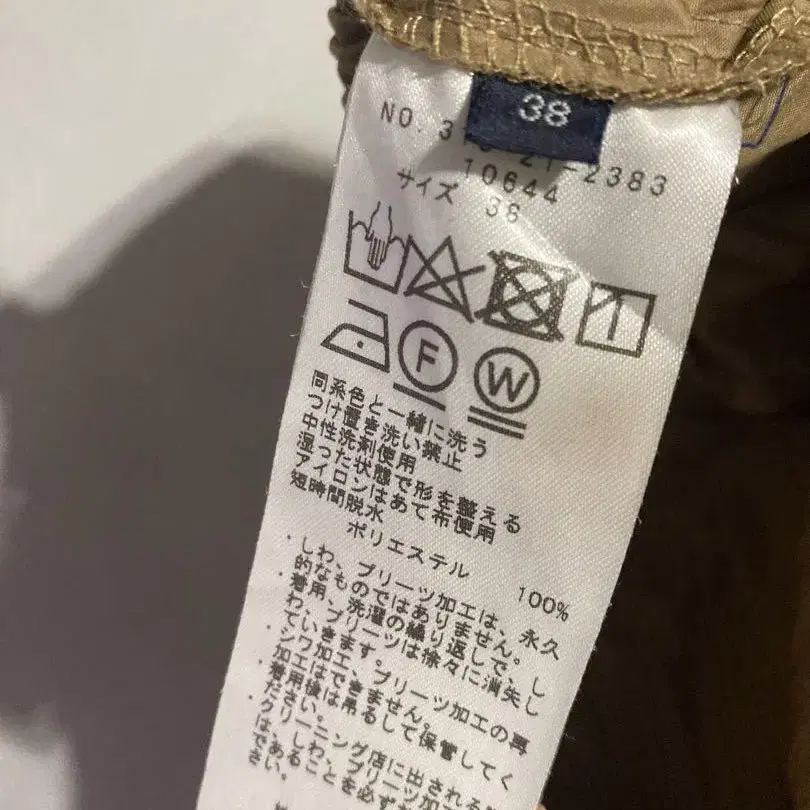 38
NO. 3 21-2383
10644
サイズ 38
F
W
同系色と一緒に洗う
つけ置き洗い禁止
中性洗剤使用
湿った状態で形を整える
アイロンはあて布使用
短時間脱水
ポリエステル 100%
・しわ、プリーツ加工は、永久
的なものではありません。
・着用、洗濯の繰り返しで、し
わ、プリーツは徐々に消失し
ていきます。
・シワ加工、プリーツ加工の再
加工はできません。
・着用後は吊るして保管してく
ださい。
・クリーニング店に出される
は、しわ、プリーツ加工
あることを必ずお
さい。